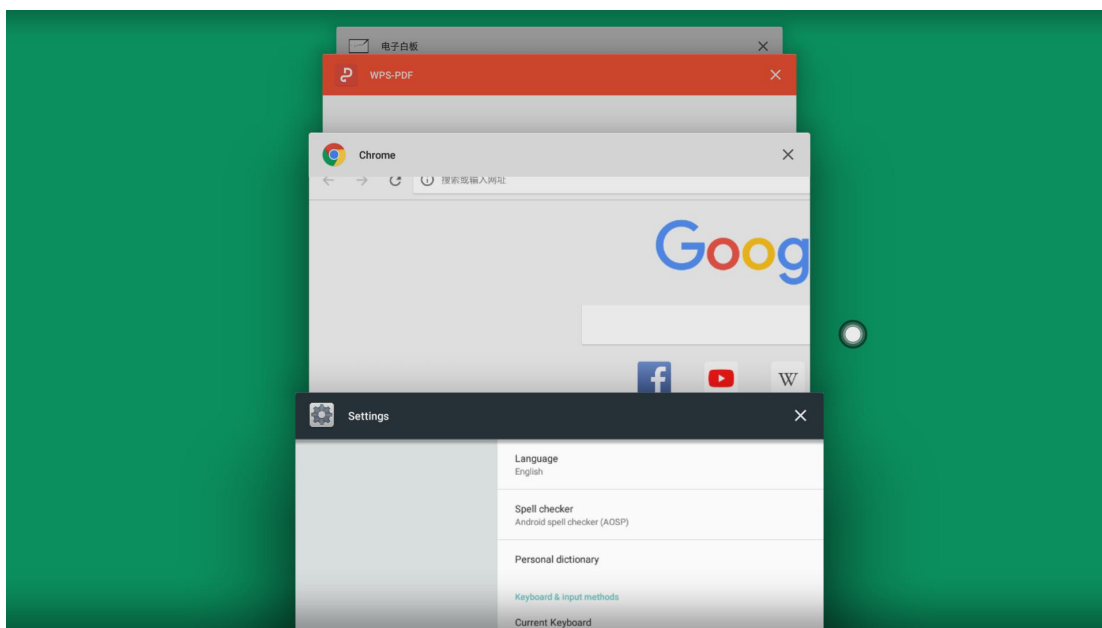 电子白板
WPS-PDF
Chrome
搜索或输入网址
Goog
f
W
Settings
Language
English
Spell checker
Android spell checker (AOSP)
Personal dictionary
Keyboard & input methods
Current Keyboard